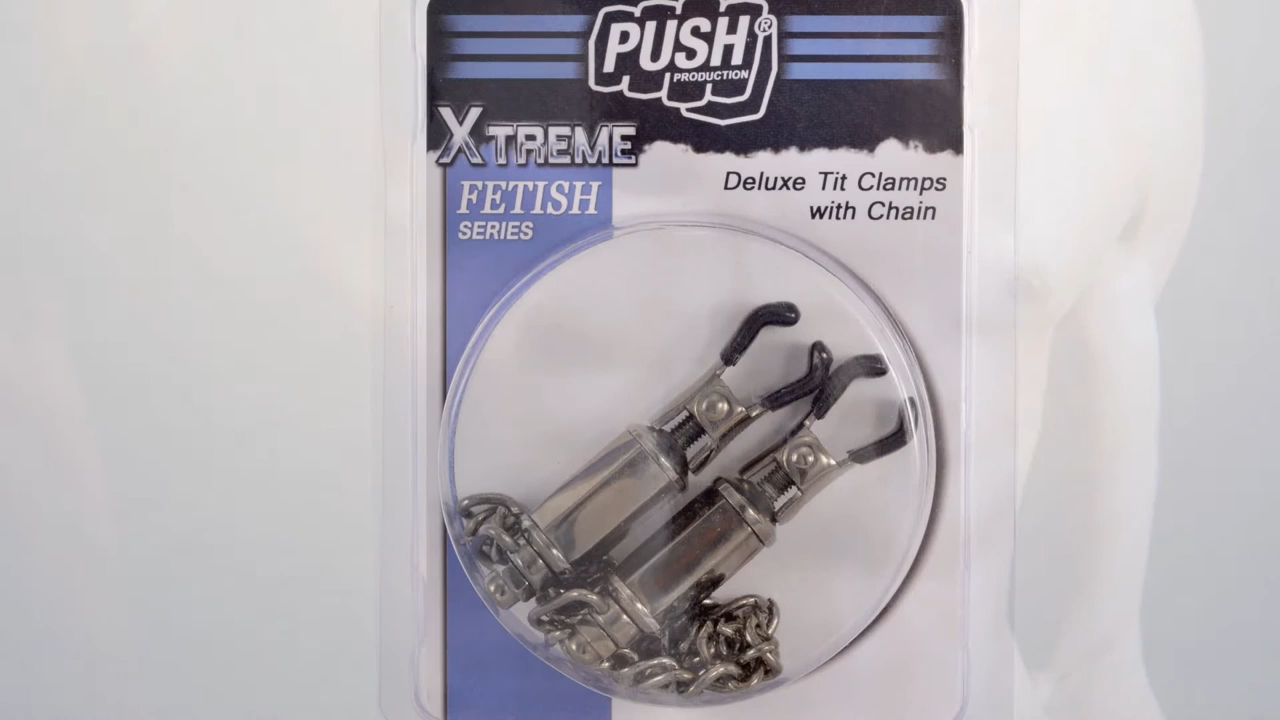 PUSH®
PRODUCTION
XTREME
FETISH
SERIES
Deluxe Tit Clamps
with Chain